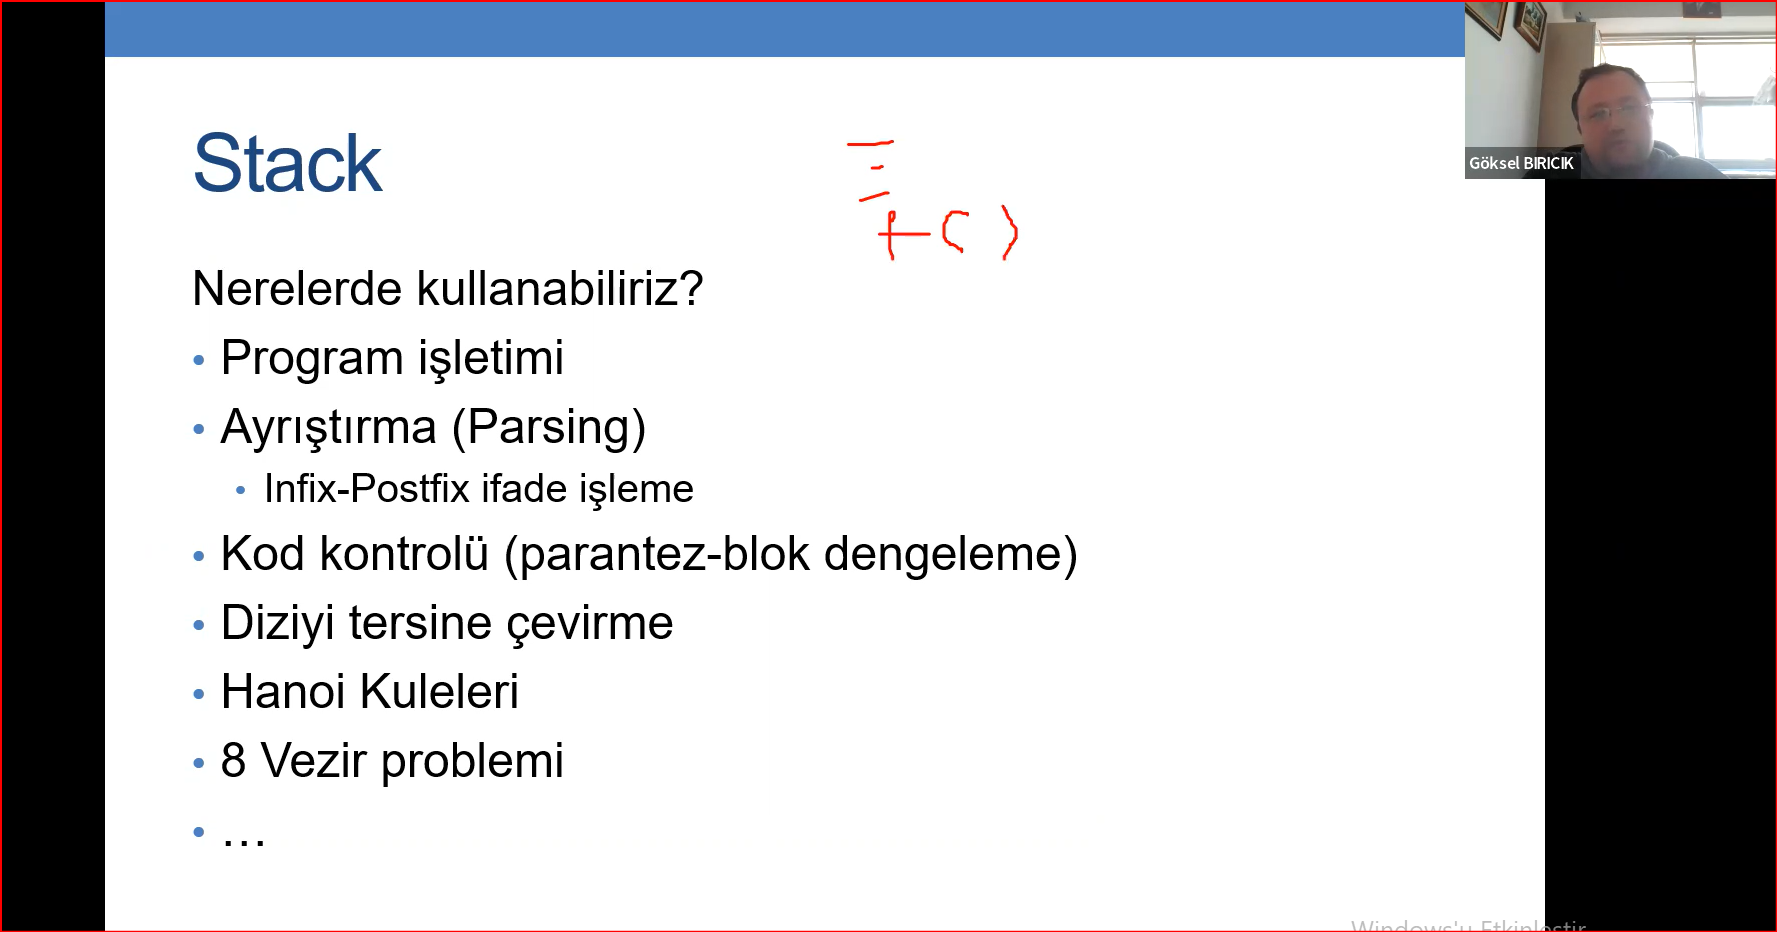 Göksel BIRICIK
Stack
f ( )
Nerelerde kullanabiliriz?
• Program işletimi
• Ayrıştırma (Parsing)
• Infix-Postfix ifade işleme
• Kod kontrolü (parantez-blok dengeleme)
• Diziyi tersine çevirme
• Hanoi Kuleleri
• 8 Vezir problemi
• …
Windows'u Etkinleştir